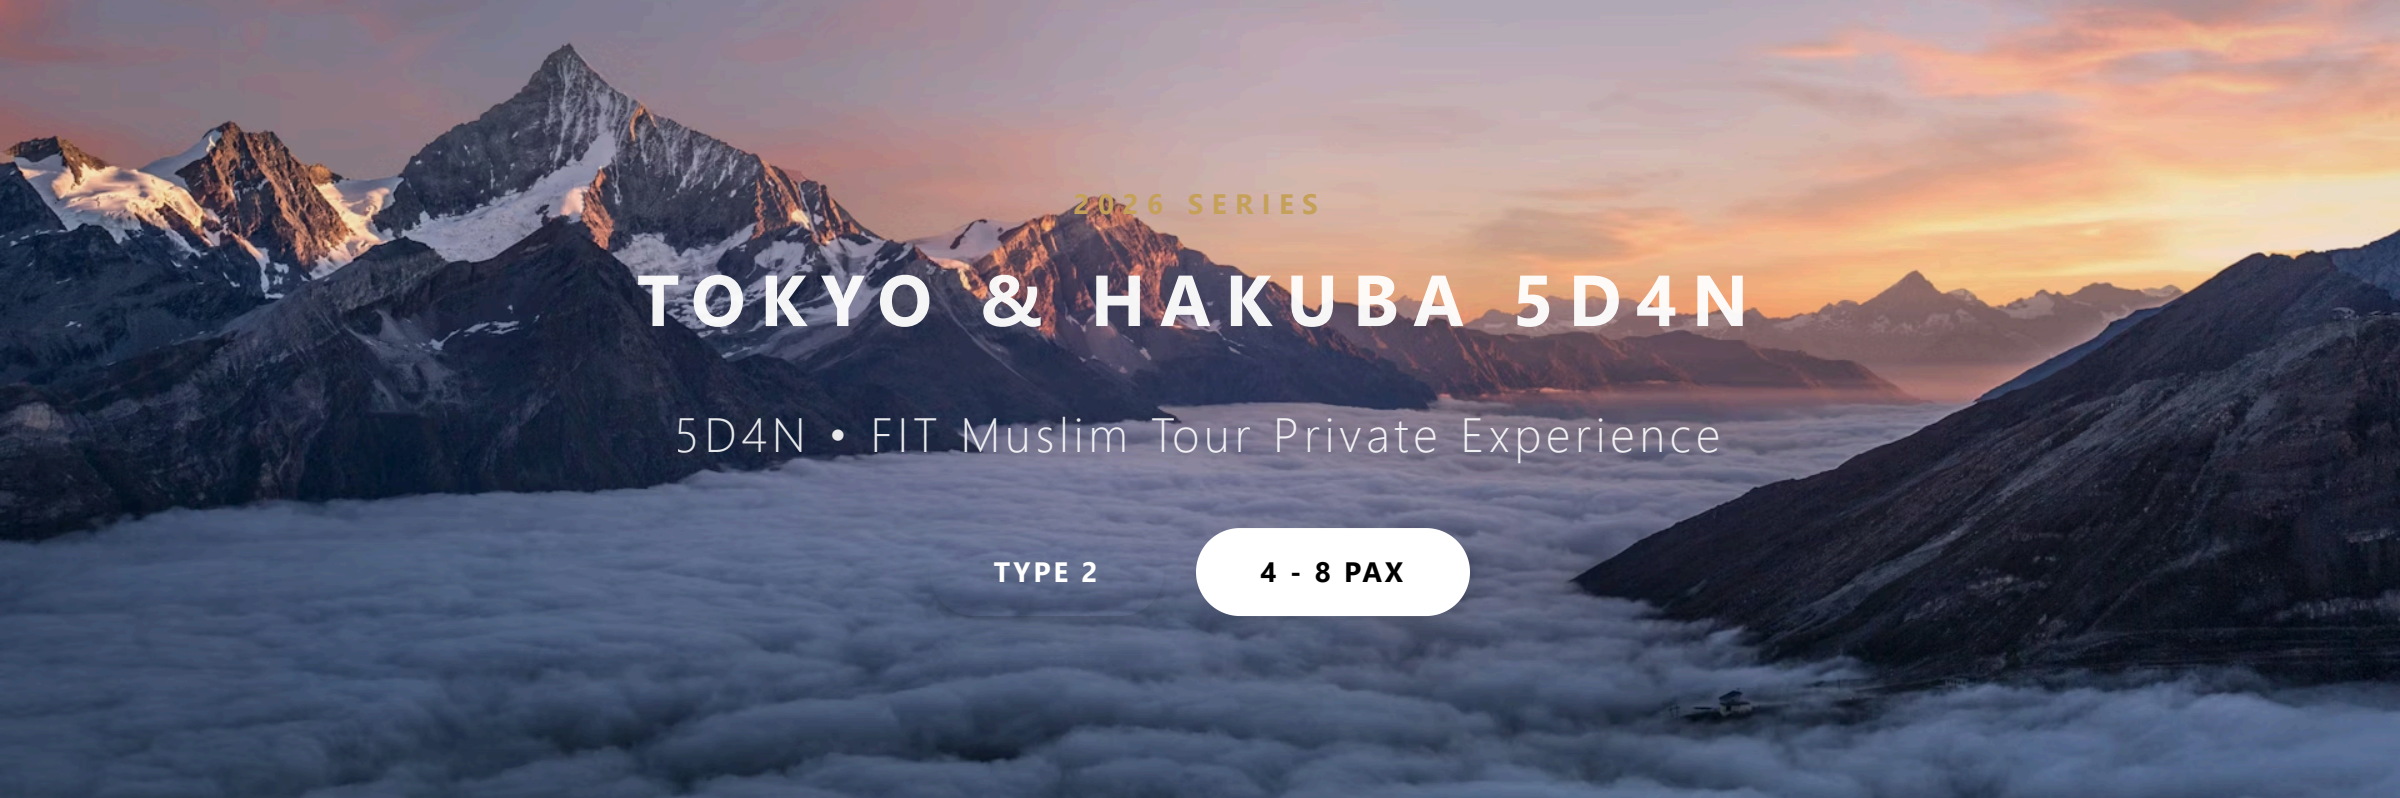 2026 SERIES
TOKYO & HAKUBA 5D4N
5D4N • FIT Muslim Tour Private Experience
TYPE 2
4 - 8 PAX